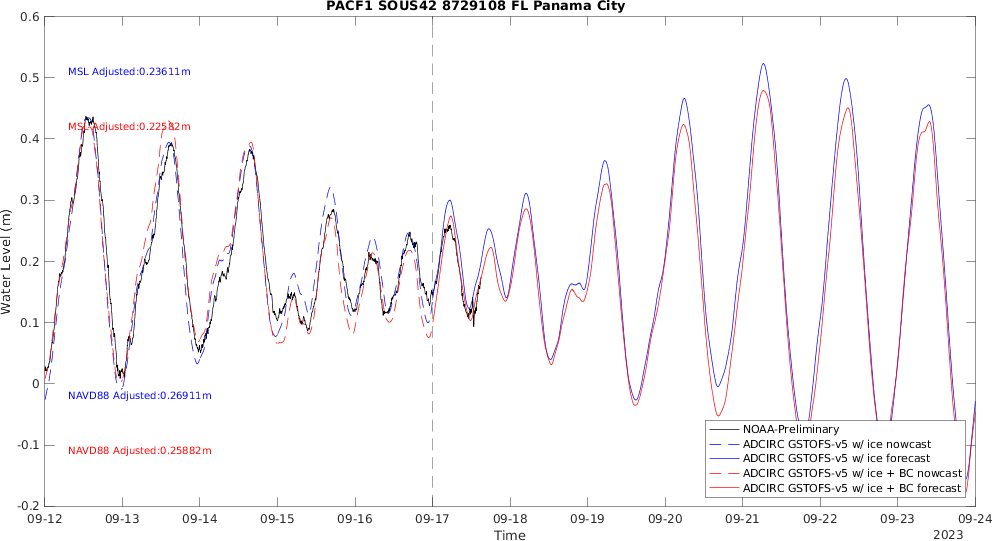 PACF1 SOUS42 8729108 FL Panama City
0.6
0.5
0.4
0.3
0.2
0.1
0
-0.1
-0.2
Water Level (m)
MSL Adjusted:0.23611m
MSL Adjusted:0.22582m
NAVD88 Adjusted:0.26911m
NAVD88 Adjusted:0.25882m
NOAA-Preliminary
ADCIRC GSTOFS-v5 w/ ice nowcast
ADCIRC GSTOFS-v5 w/ ice forecast
ADCIRC GSTOFS-v5 w/ ice + BC nowcast
ADCIRC GSTOFS-v5 w/ ice + BC forecast
09-12 09-13 09-14 09-15 09-16 09-17 09-18 09-19 09-20 09-21 09-22 09-23 09-24
Time
2023